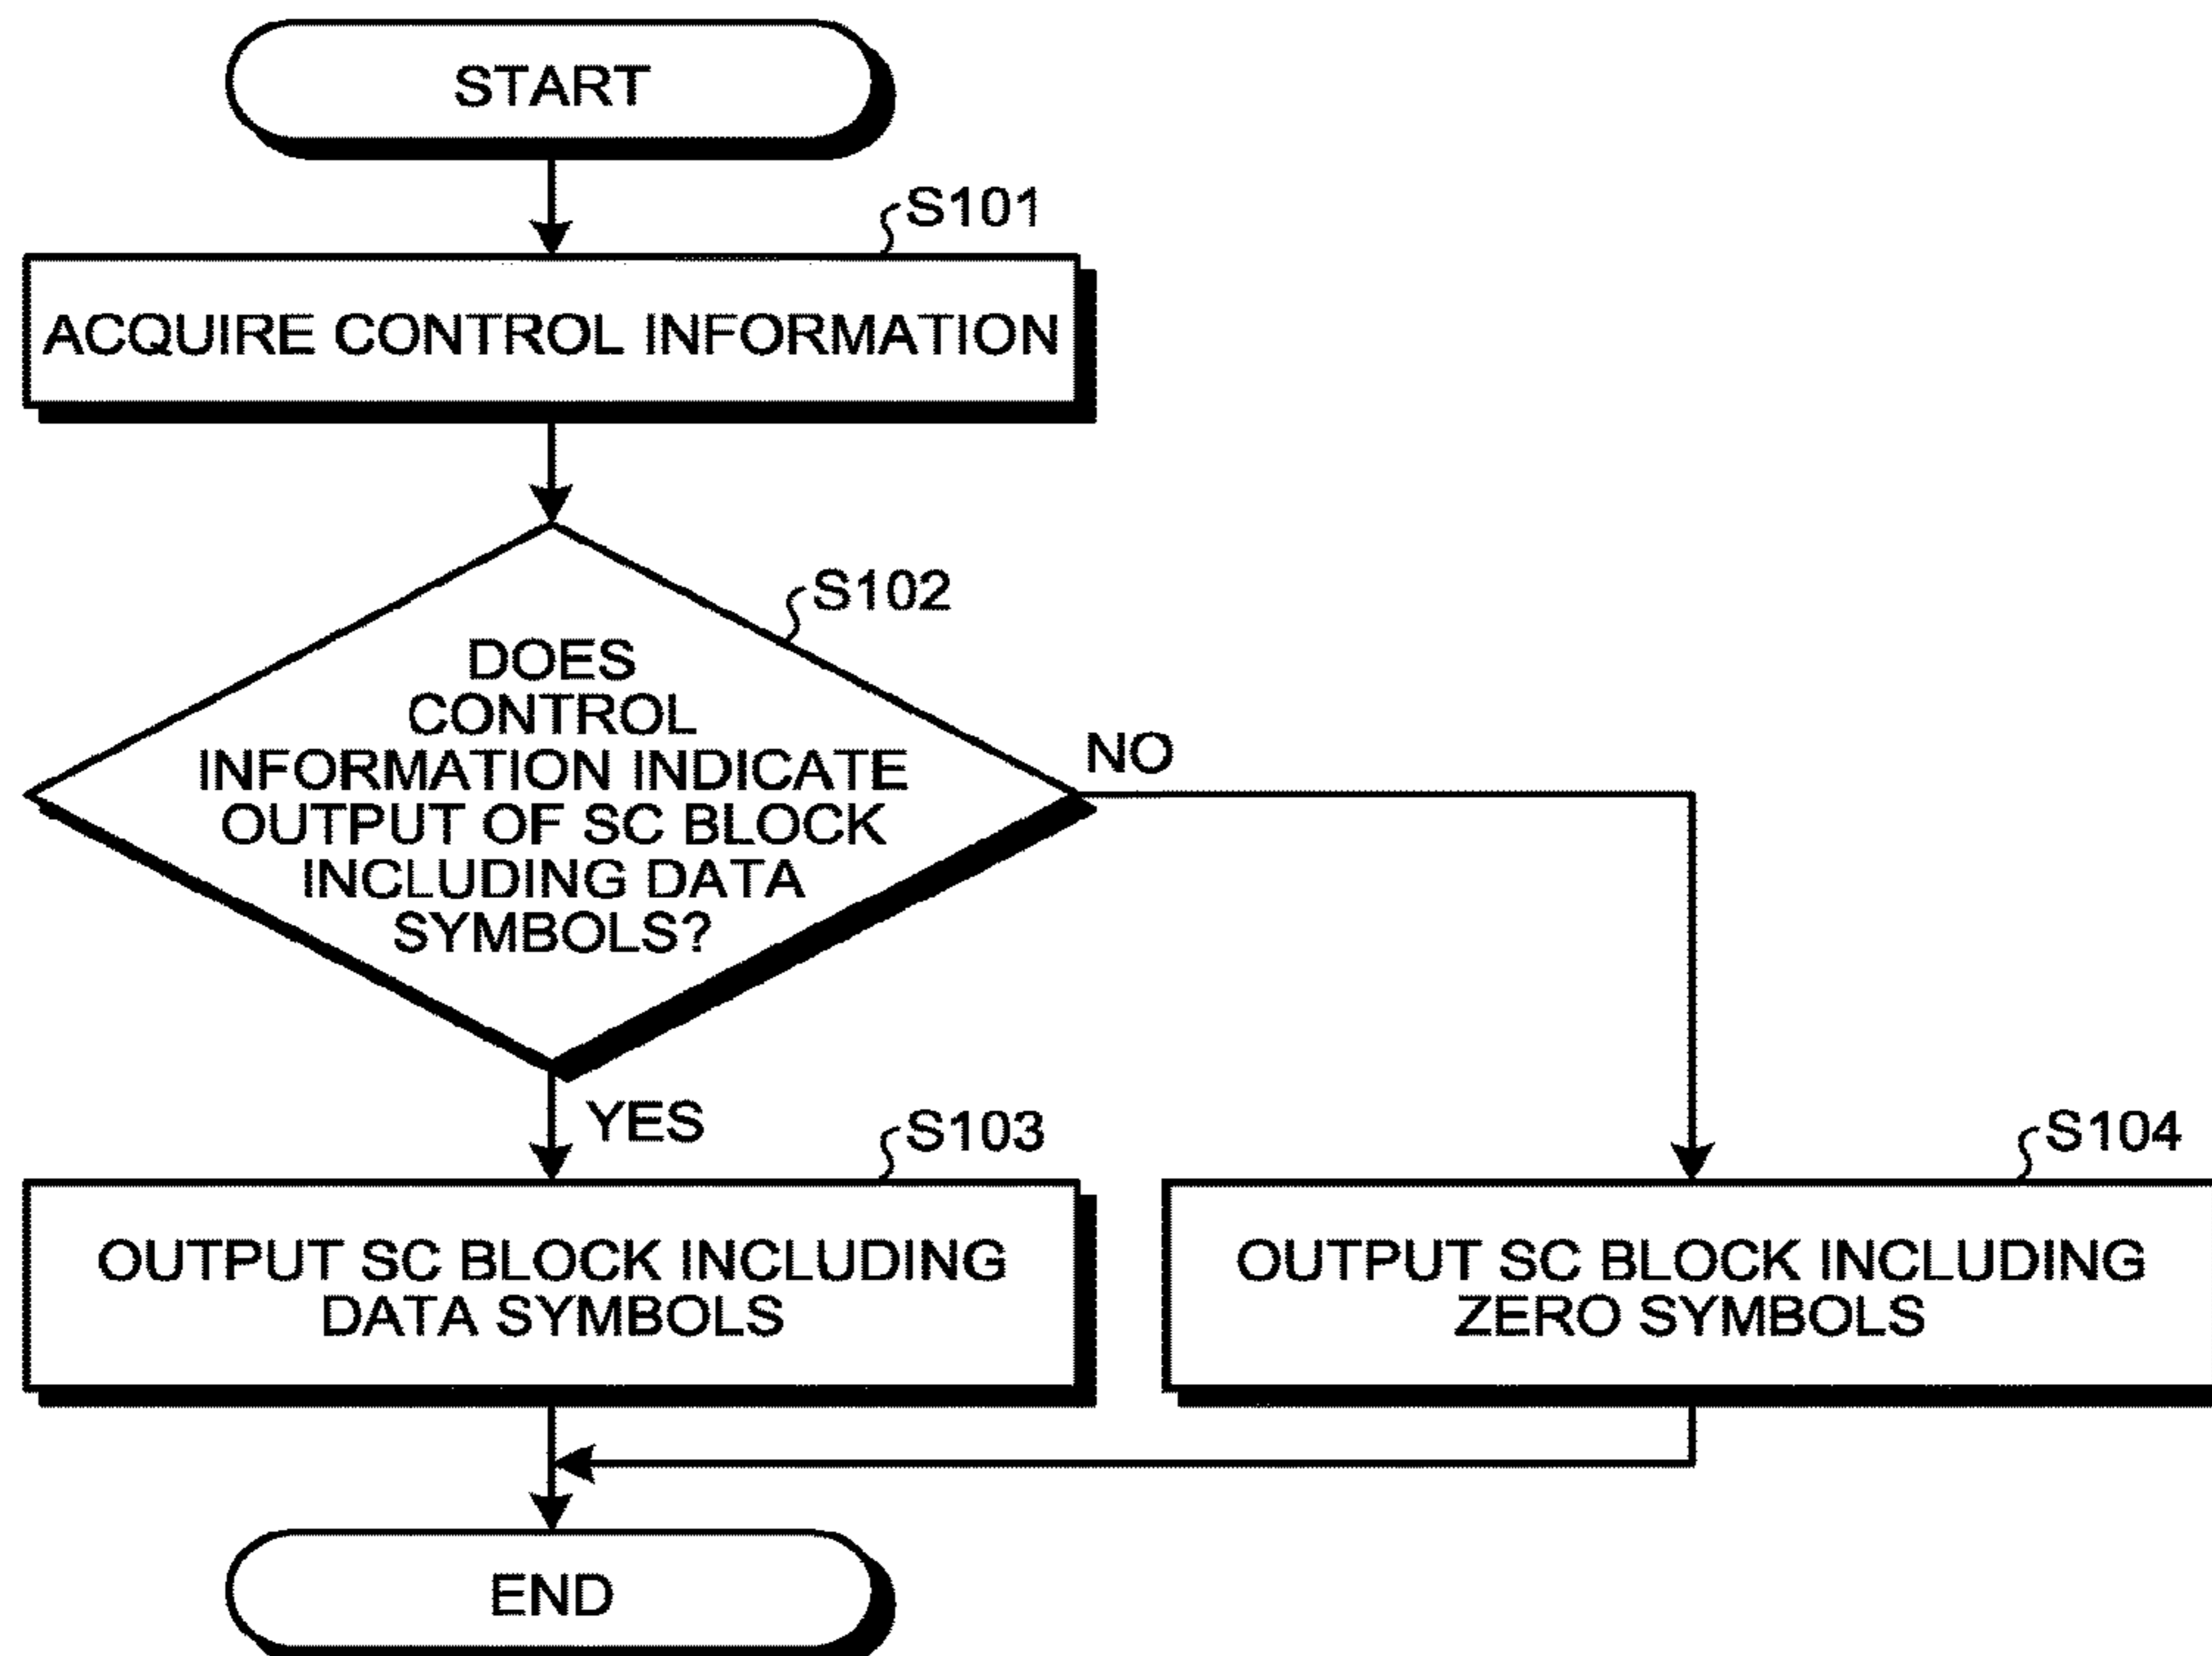 START
S101
ACQUIRE CONTROL INFORMATION
S102
DOES
CONTROL
INFORMATION INDICATE
OUTPUT OF SC BLOCK
INCLUDING DATA
SYMBOLS?
NO
YES
S103
OUTPUT SC BLOCK INCLUDING
DATA SYMBOLS
S104
OUTPUT SC BLOCK INCLUDING
ZERO SYMBOLS
END